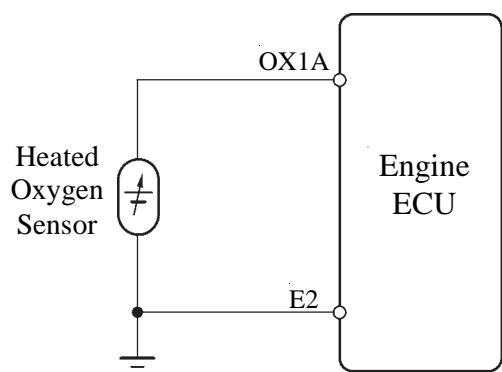 OX1A
Heated
Oxygen
Sensor
Engine
ECU
E2